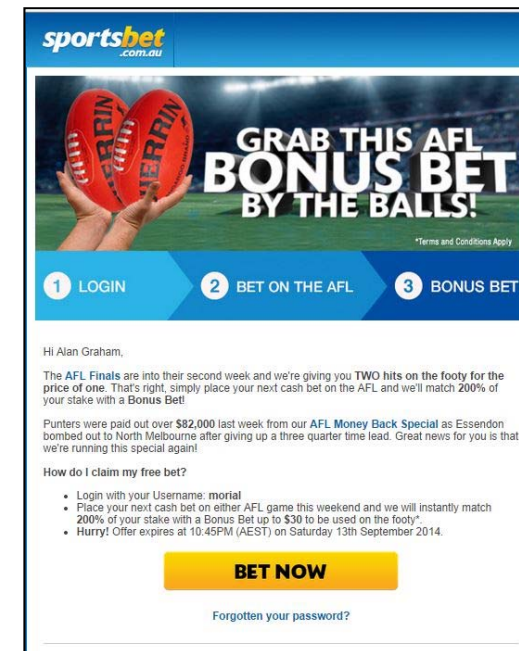 sportsbet
.com.au
SHERRIN
SHERRIN
GRAB THIS AFL
BONUS BET
BY THE BALLS!
*Terms and Conditions Apply
1 LOGIN
2 BET ON THE AFL
3 BONUS BET
Hi Alan Graham,
The AFL Finals are into their second week and we're giving you TWO hits on the footy for the
price of one. That's right, simply place your next cash bet on the AFL and we'll match 200% of
your stake with a Bonus Bet!
Punters were paid out over $82,000 last week from our AFL Money Back Special as Essendon
bombed out to North Melbourne after giving up a three quarter time lead. Great news for you is that
we're running this special again!
How do I claim my free bet?
• Login with your Username: morial
• Place your next cash bet on either AFL game this weekend and we will instantly match
200% of your stake with a Bonus Bet up to $30 to be used on the footy*.
• Hurry! Offer expires at 10:45PM (AEST) on Saturday 13th September 2014.
BET NOW
Forgotten your password?